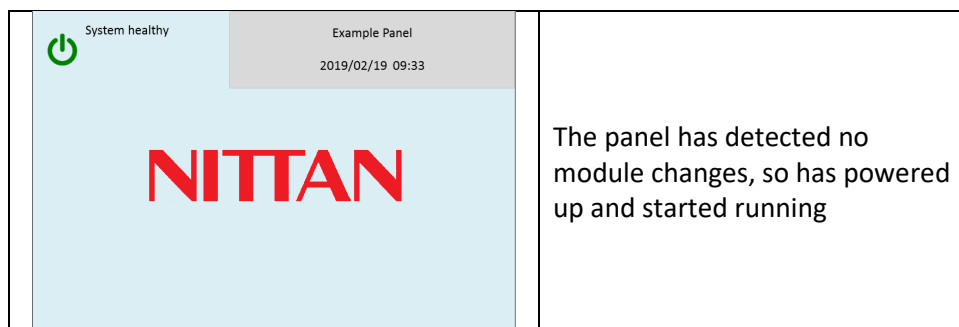 System healthy
Example Panel
2019/02/19 09:33
NITTAN
The panel has detected no
module changes, so has powered
up and started running